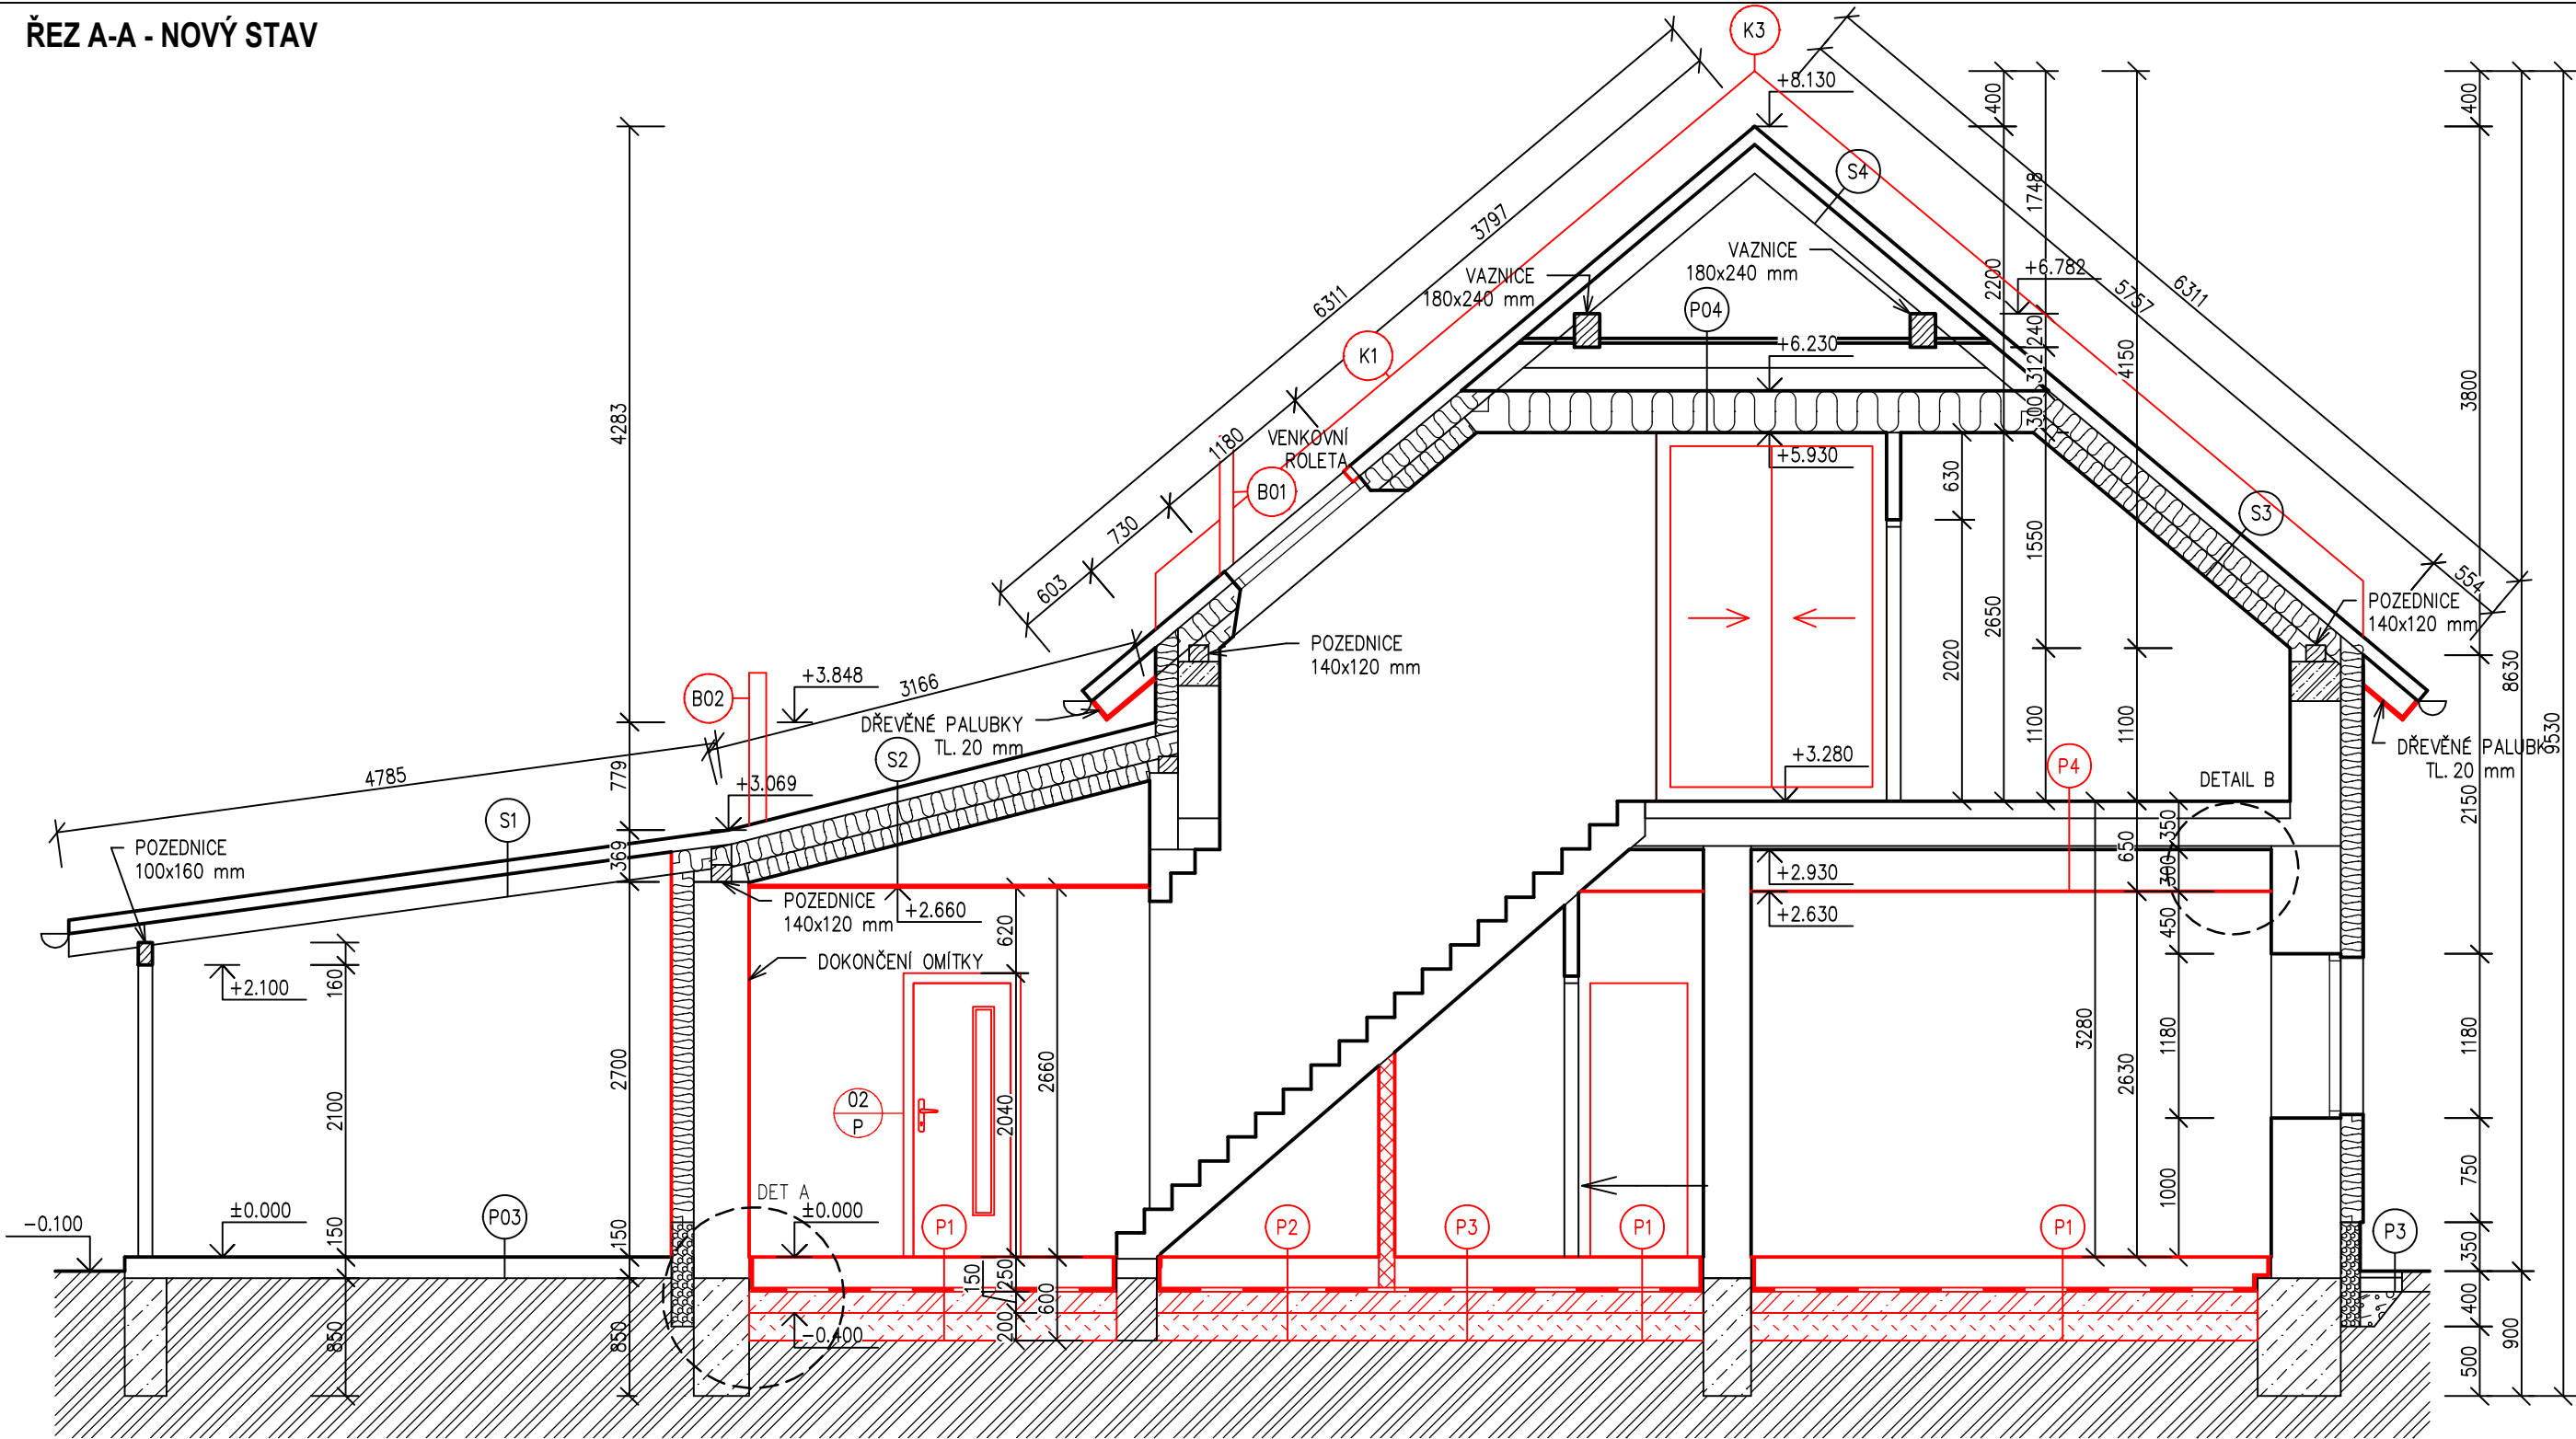 ŘEZ A-A - NOVÝ STAV
K3
+8.130
400
400
1748
S4
3797
6311
VAZNICE
180x240 mm
VAZNICE
180x240 mm
P04
2200
+6.782
5757
6311
240
312
4150
3800
K1
+6.230
4283
1180
VENKOVNÍ
ROLETA
B01
300
+5.930
630
730
603
S3
1550
2650
2020
554
POZEDNICE
140x120 mm
POZEDNICE
140x120 mm
8630
9530
B02
+3.848
3166
DŘEVĚNÉ PALUBKY
TL. 20 mm
S2
4785
779
+3.069
+3.280
1100
1100
P4
DETAIL B
DŘEVĚNÉ PALUBK
TL. 20 mm
2150
S1
POZEDNICE
100x160 mm
369
POZEDNICE
140x120 mm
+2.660
620
+2.930
+2.630
650
350
300
450
DOKONČENÍ OMÍTKY
+2.100
160
2100
2700
02
P
2040
2660
3280
2630
1180
1180
1000
750
-0.100
±0.000
P03
150
150
DET A
±0.000
P1
P2
P3
P1
P1
P3
350
150
250
600
200
-0.400
850
850
400
500
900